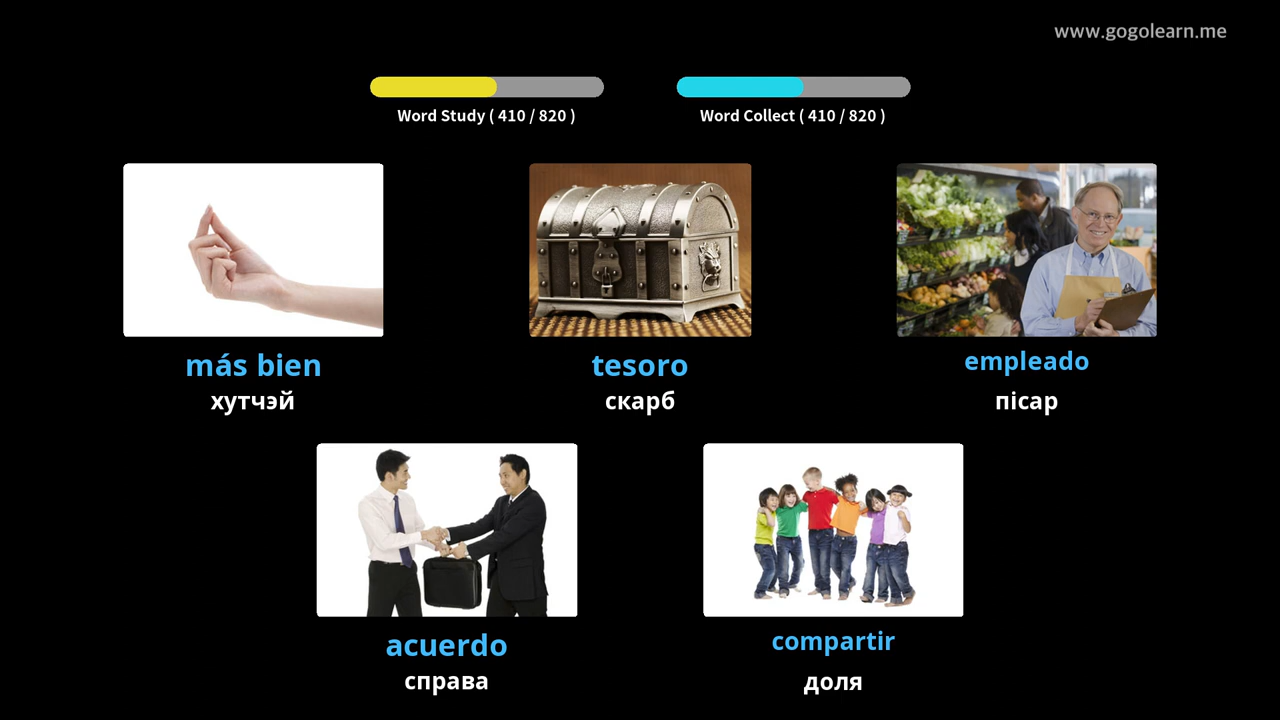 www.gogolearn.me
Word Study ( 410 / 820 )
Word Collect ( 410 / 820 )
más bien
хутчэй
tesoro
скарб
empleado
пісар
acuerdo
справа
compartir
доля